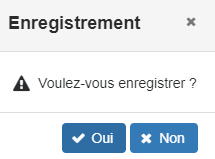 Enregistrement
Voulez-vous enregistrer ?
Oui
Non